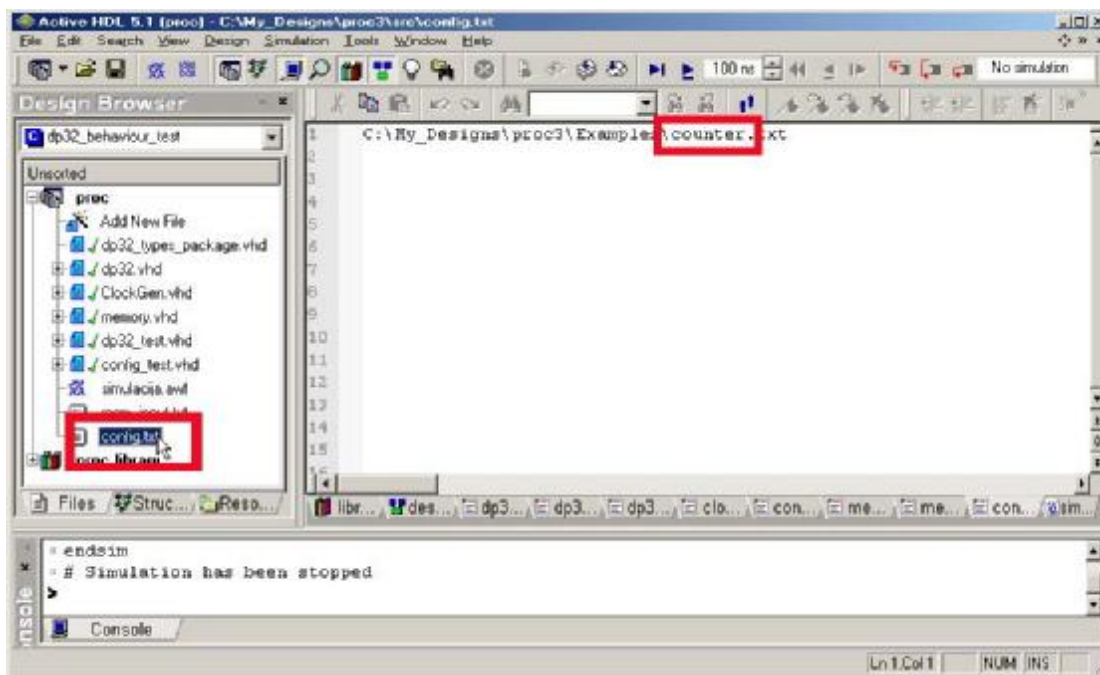 Active HDL 5.1 (proc) - C:\My_Designs\proc3\src\config.txt
File Edit Search View Design Simulation Tools Window Help
100 ns No simulation
Design Browser
dp32_behaviour_test
Unsorted
proc
Add New File
dp32_types_package.vhd
dp32.vhd
ClockGen.vhd
memory.vhd
dp32_test.vhd
config_test.vhd
simulacija.awf
config.txt
proc library
Files Struc... Reso...
1 C:\My_Designs\proc3\Examples\counter.txt
2
3
4
5
6
7
8
9
10
11
12
13
14
15
16
libr... des... dp3... dp3... dp3... clo... con... me... me... con... sim...
endsim
# Simulation has been stopped
>
Console
Ln 1,Col 1 NUM INS